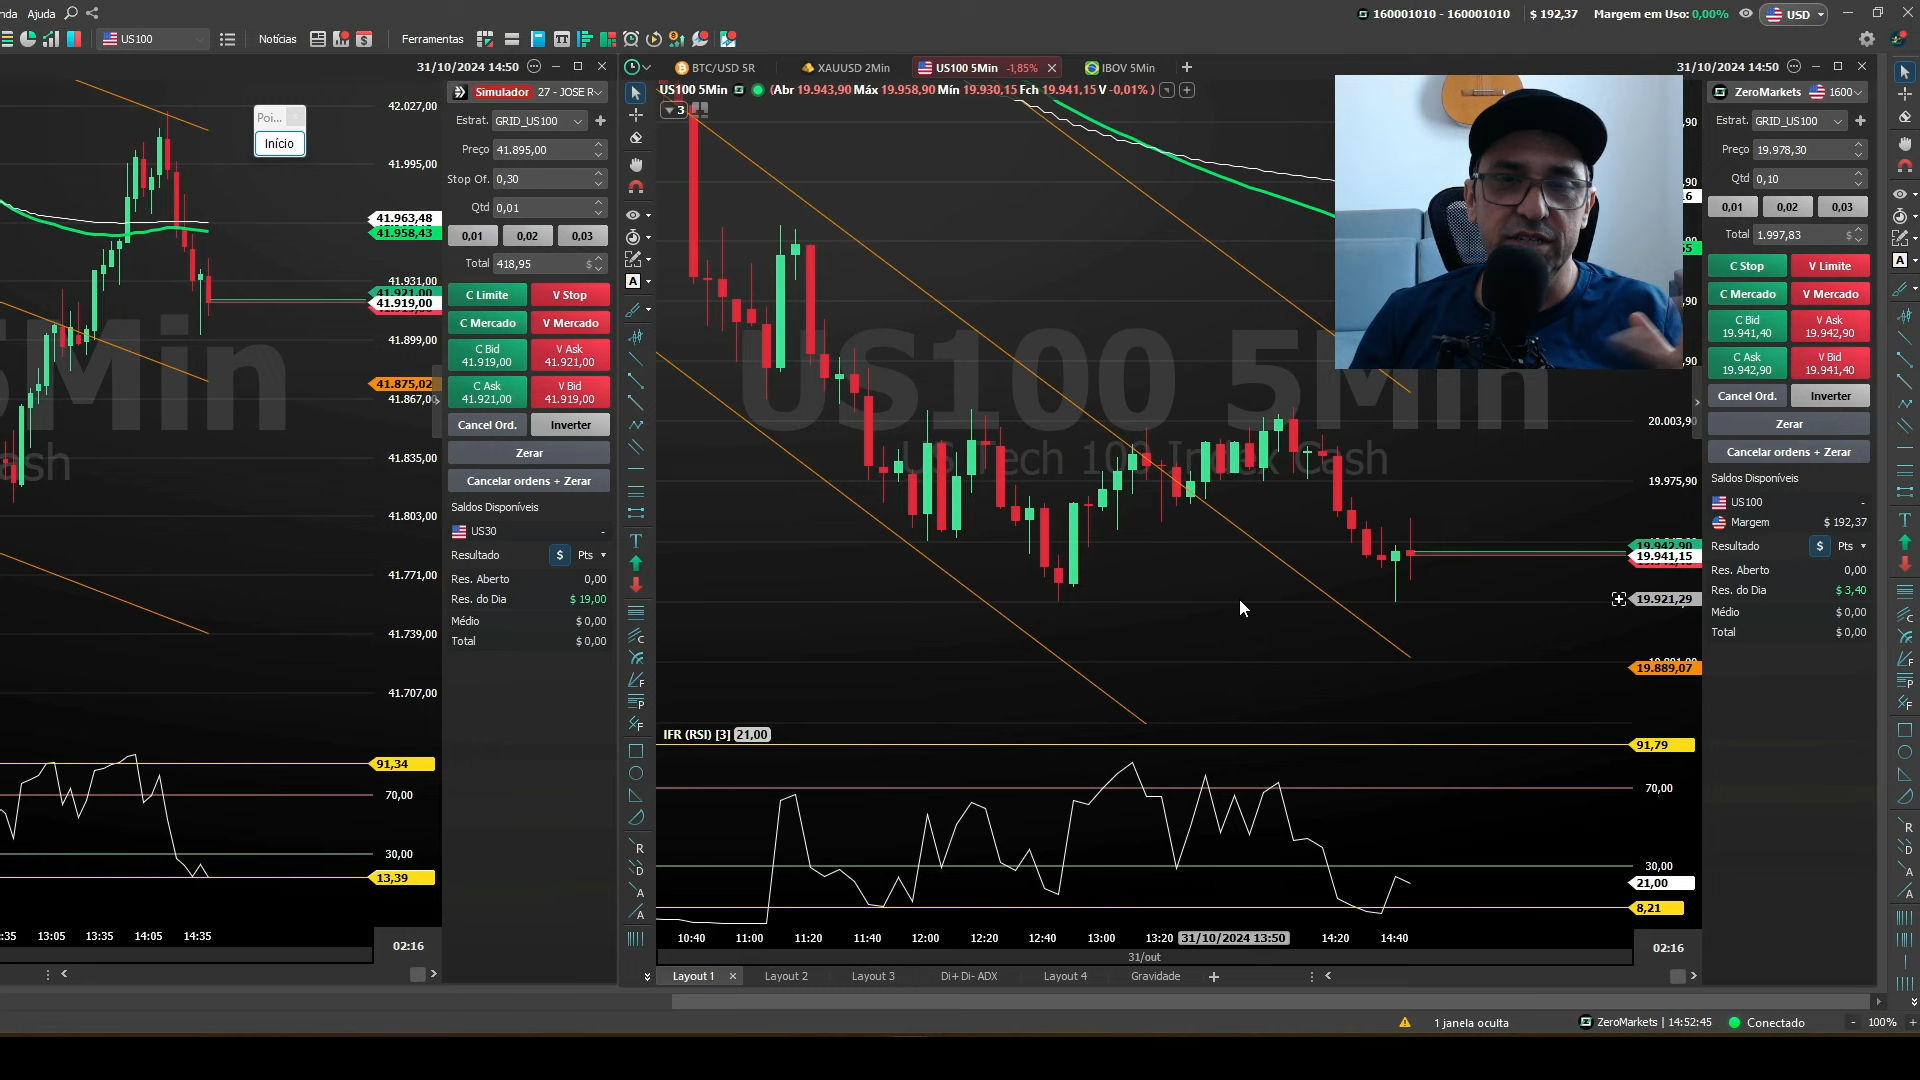 nda Ajuda
160001010 - 160001010 $ 192,37 Margem em Uso: 0,00% USD
US100 Notícias Ferramentas
31/10/2024 14:50
BTC/USD 5R XAUUSD 2Min US100 5Min -1,85% IBOV 5Min
31/10/2024 14:50
US100 5Min (Abr 19.943,90 Máx 19.958,90 Mín 19.930,15 Fch 19.941,15 V -0,01% )
3
Poi...
Início
42.027,00
41.995,00
41.963,48
41.958,43
41.931,00
41.921,00
41.919,00
41.899,00
41.875,02
41.867,00
41.835,00
41.803,00
41.771,00
41.739,00
41.707,00
5Min
ash
91,34
70,00
30,00
13,39
:35 13:05 13:35 14:05 14:35
02:16
Simulador 27 - JOSE R
Estrat. GRID_US100
Preço 41.895,00
Stop Of. 0,30
Qtd 0,01
0,01 0,02 0,03
Total 418,95 $
C Limite V Stop
C Mercado V Mercado
C Bid V Ask
41.919,00 41.921,00
C Ask V Bid
41.921,00 41.919,00
Cancel Ord. Inverter
Zerar
Cancelar ordens + Zerar
Saldos Disponíveis
US30 -
Resultado $ Pts
Res. Aberto 0,00
Res. do Dia $ 19,00
Médio $ 0,00
Total $ 0,00
US100 5Min
US Tech 100 Index Cash
20.003,90
19.975,90
19.942,90
19.941,15
19.921,29
19.889,07
IFR (RSI) [3] 21,00
91,79
70,00
30,00
21,00
8,21
10:40 11:00 11:20 11:40 12:00 12:20 12:40 13:00 13:20 31/10/2024 13:50 14:20 14:40
31/out
02:16
Layout 1 Layout 2 Layout 3 Di+ Di- ADX Layout 4 Gravidade
ZeroMarkets 1600
Estrat. GRID_US100
Preço 19.978,30
Qtd 0,10
0,01 0,02 0,03
Total 1.997,83 $
C Stop V Limite
C Mercado V Mercado
C Bid V Ask
19.941,40 19.942,90
C Ask V Bid
19.942,90 19.941,40
Cancel Ord. Inverter
Zerar
Cancelar ordens + Zerar
Saldos Disponíveis
US100 -
Margem $ 192,37
Resultado $ Pts
Res. Aberto 0,00
Res. do Dia $ 3,40
Médio $ 0,00
Total $ 0,00
1 janela oculta ZeroMarkets | 14:52:45 Conectado - 100% +